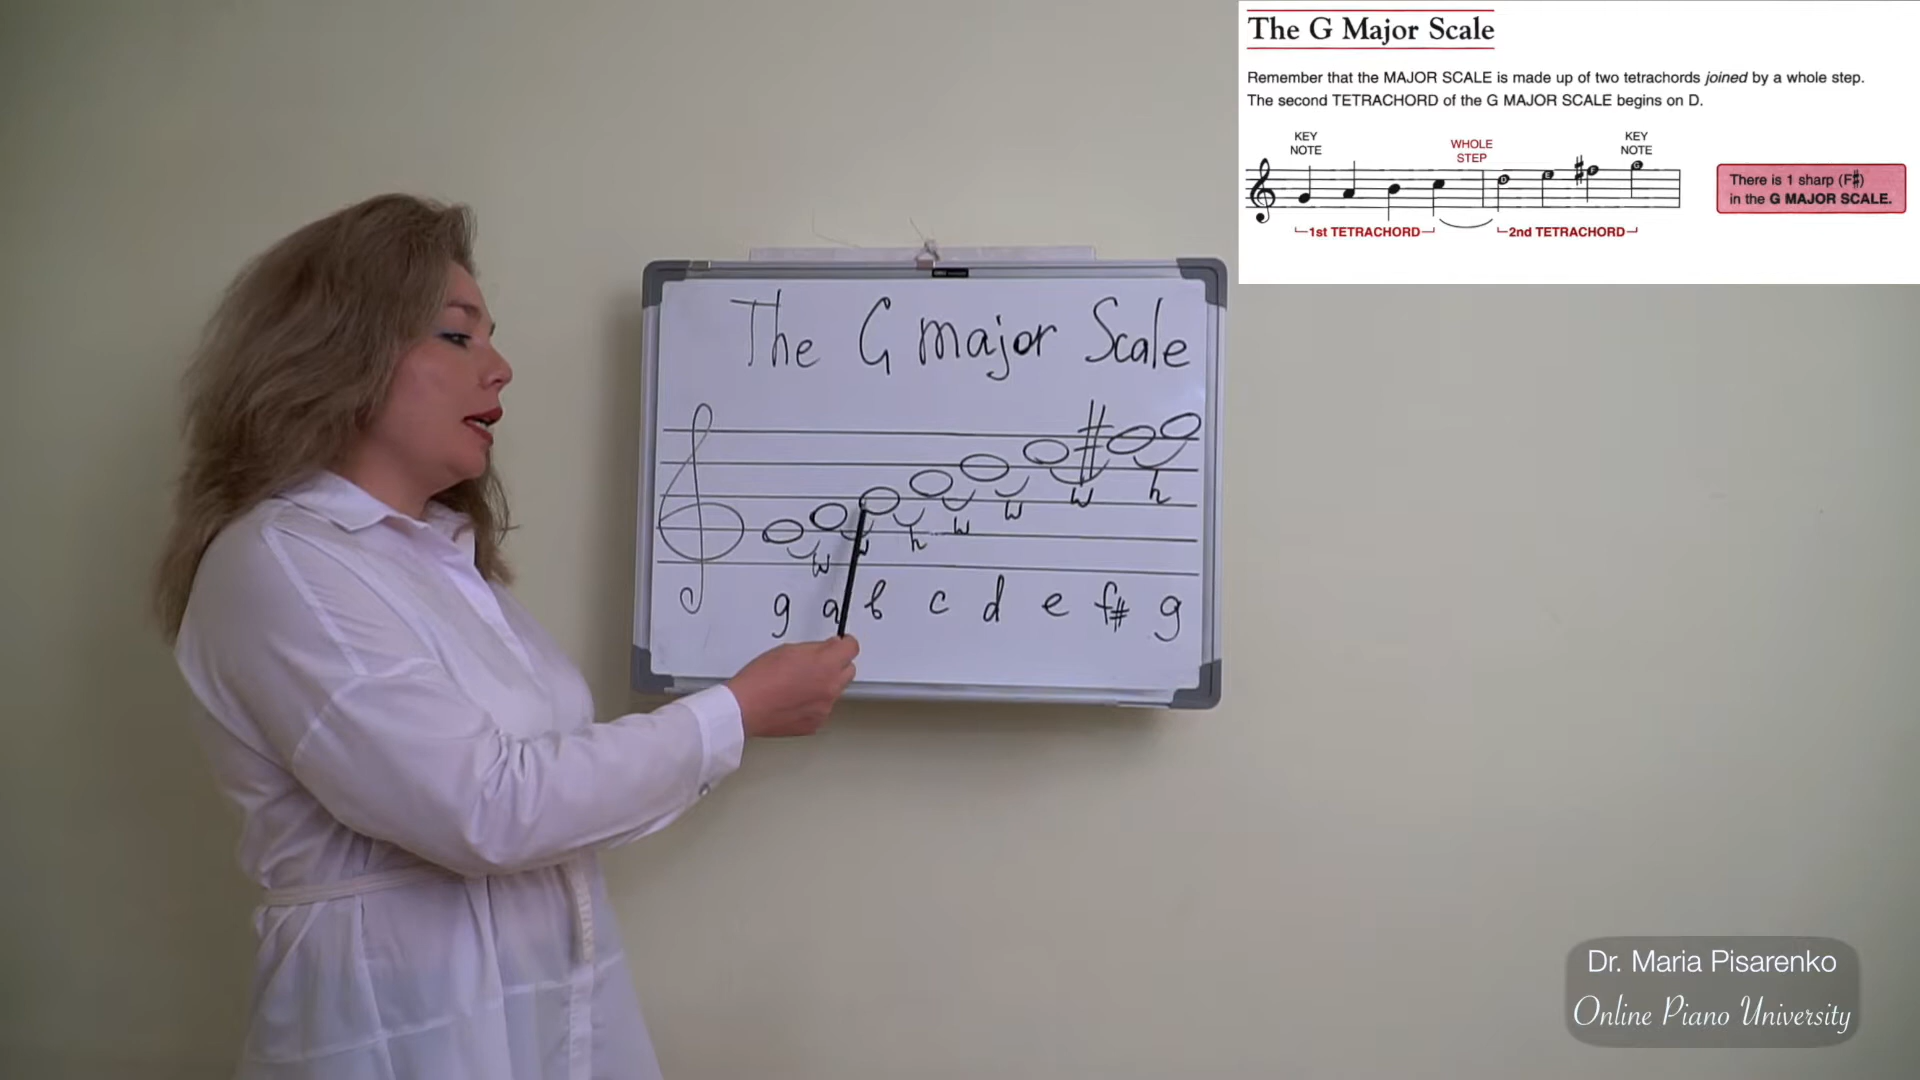 The G Major Scale
Remember that the MAJOR SCALE is made up of two tetrachords joined by a whole step.
The second TETRACHORD of the G MAJOR SCALE begins on D.
KEY
NOTE
WHOLE
STEP
KEY
NOTE
D E G
1st TETRACHORD
2nd TETRACHORD
There is 1 sharp (F#)
in the G MAJOR SCALE.
The G major Scale
w w h w w w h
g a b c d e f# g
Dr. Maria Pisarenko
Online Piano University